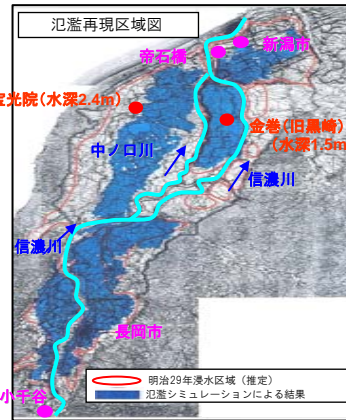 氾濫再現区域図
帝石橋
新潟市
宝光院(水深2.4m)
金巻(旧黒崎)
(水深1.5m
中ノ口川
信濃川
信濃川
長岡市
小千谷
明治29年浸水区域（推定）
氾濫シミュレーションによる結果